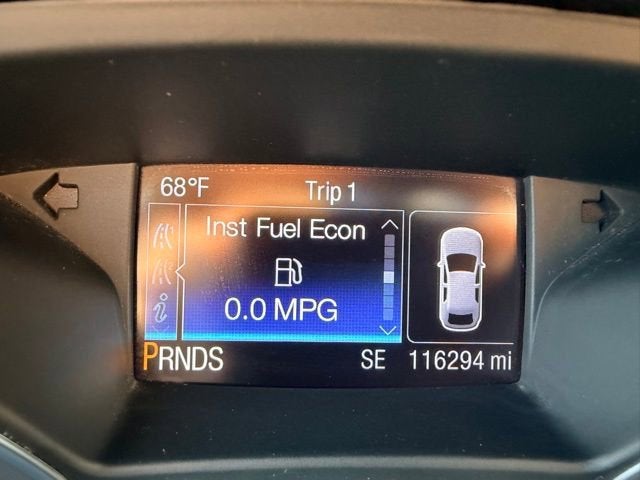 68°F Trip 1
Inst Fuel Econ
0.0 MPG
PRNDS SE 116294 mi